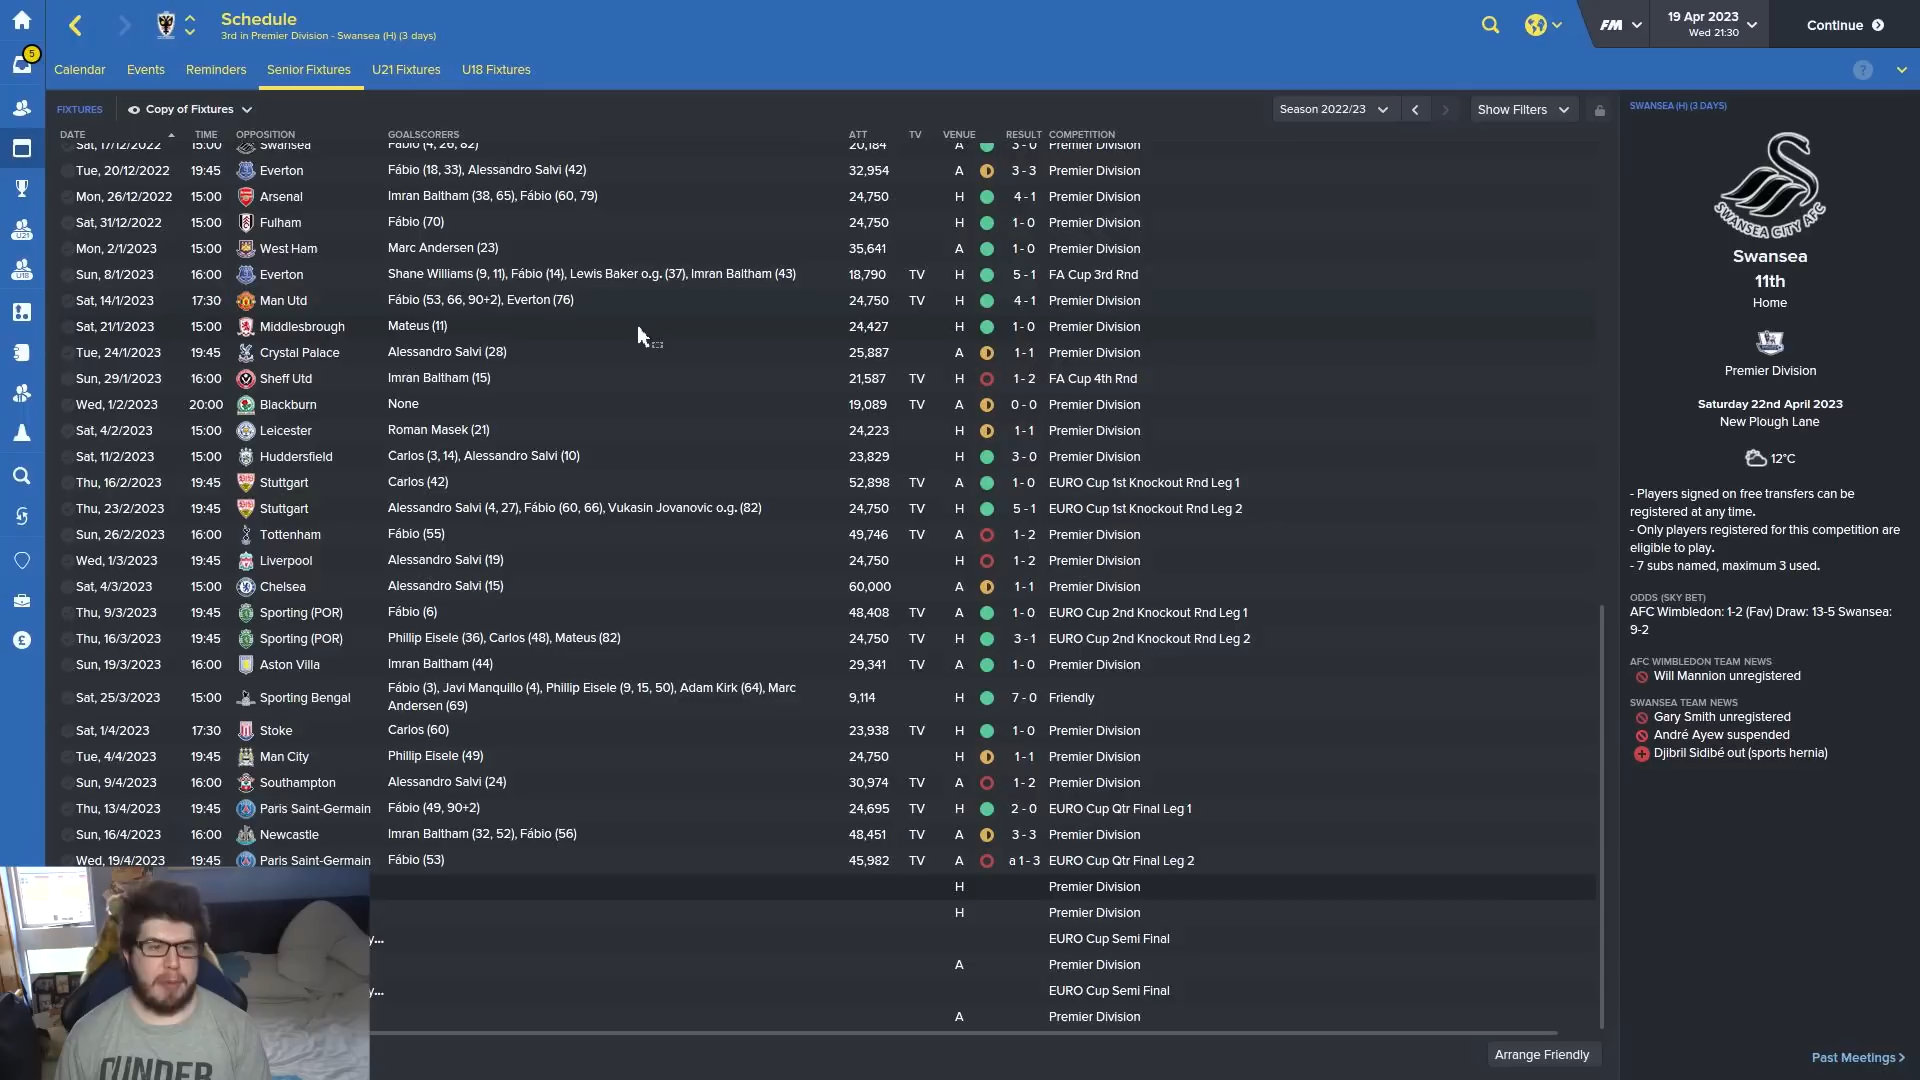 Schedule
3rd in Premier Division - Swansea (H) (3 days)
FM
19 Apr 2023
Wed 21:30
Continue
5
Calendar Events Reminders Senior Fixtures U21 Fixtures U18 Fixtures
?
FIXTURES Copy of Fixtures Season 2022/23 Show Filters
DATE TIME OPPOSITION GOALSCORERS ATT TV VENUE RESULT COMPETITION
Sat, 17/12/2022 15:00 Swansea Fábio (4, 26, 82) 20,184 A 3 - 0 Premier Division
Tue, 20/12/2022 19:45 Everton Fábio (18, 33), Alessandro Salvi (42) 32,954 A 3 - 3 Premier Division
Mon, 26/12/2022 15:00 Arsenal Imran Baltham (38, 65), Fábio (60, 79) 24,750 H 4 - 1 Premier Division
Sat, 31/12/2022 15:00 Fulham Fábio (70) 24,750 H 1 - 0 Premier Division
Mon, 2/1/2023 15:00 West Ham Marc Andersen (23) 35,641 A 1 - 0 Premier Division
Sun, 8/1/2023 16:00 Everton Shane Williams (9, 11), Fábio (14), Lewis Baker o.g. (37), Imran Baltham (43) 18,790 TV H 5 - 1 FA Cup 3rd Rnd
Sat, 14/1/2023 17:30 Man Utd Fábio (53, 66, 90+2), Everton (76) 24,750 TV H 4 - 1 Premier Division
Sat, 21/1/2023 15:00 Middlesbrough Mateus (11) 24,427 H 1 - 0 Premier Division
Tue, 24/1/2023 19:45 Crystal Palace Alessandro Salvi (28) 25,887 A 1 - 1 Premier Division
Sun, 29/1/2023 16:00 Sheff Utd Imran Baltham (15) 21,587 TV H 1 - 2 FA Cup 4th Rnd
Wed, 1/2/2023 20:00 Blackburn None 19,089 TV A 0 - 0 Premier Division
Sat, 4/2/2023 15:00 Leicester Roman Masek (21) 24,223 H 1 - 1 Premier Division
Sat, 11/2/2023 15:00 Huddersfield Carlos (3, 14), Alessandro Salvi (10) 23,829 H 3 - 0 Premier Division
Thu, 16/2/2023 19:45 Stuttgart Carlos (42) 52,898 TV A 1 - 0 EURO Cup 1st Knockout Rnd Leg 1
Thu, 23/2/2023 19:45 Stuttgart Alessandro Salvi (4, 27), Fábio (60, 66), Vukasin Jovanovic o.g. (82) 24,750 TV H 5 - 1 EURO Cup 1st Knockout Rnd Leg 2
Sun, 26/2/2023 16:00 Tottenham Fábio (55) 49,746 TV A 1 - 2 Premier Division
Wed, 1/3/2023 19:45 Liverpool Alessandro Salvi (19) 24,750 H 1 - 2 Premier Division
Sat, 4/3/2023 15:00 Chelsea Alessandro Salvi (15) 60,000 A 1 - 1 Premier Division
Thu, 9/3/2023 19:45 Sporting (POR) Fábio (6) 48,408 TV A 1 - 0 EURO Cup 2nd Knockout Rnd Leg 1
Thu, 16/3/2023 19:45 Sporting (POR) Phillip Eisele (36), Carlos (48), Mateus (82) 24,750 TV H 3 - 1 EURO Cup 2nd Knockout Rnd Leg 2
Sun, 19/3/2023 16:00 Aston Villa Imran Baltham (44) 29,341 TV A 1 - 0 Premier Division
Sat, 25/3/2023 15:00 Sporting Bengal Fábio (3), Javi Manquillo (4), Phillip Eisele (9, 15, 50), Adam Kirk (64), Marc
Andersen (69) 9,114 H 7 - 0 Friendly
Sat, 1/4/2023 17:30 Stoke Carlos (60) 23,938 TV H 1 - 0 Premier Division
Tue, 4/4/2023 19:45 Man City Phillip Eisele (49) 24,750 H 1 - 1 Premier Division
Sun, 9/4/2023 16:00 Southampton Alessandro Salvi (24) 30,974 TV A 1 - 2 Premier Division
Thu, 13/4/2023 19:45 Paris Saint-Germain Fábio (49, 90+2) 24,695 TV H 2 - 0 EURO Cup Qtr Final Leg 1
Sun, 16/4/2023 16:00 Newcastle Imran Baltham (32, 52), Fábio (56) 48,451 TV A 3 - 3 Premier Division
Wed, 19/4/2023 19:45 Paris Saint-Germain Fábio (53) 45,982 TV A a 1 - 3 EURO Cup Qtr Final Leg 2
H Premier Division
H Premier Division
y... EURO Cup Semi Final
A Premier Division
y... EURO Cup Semi Final
A Premier Division
Arrange Friendly
SWANSEA (H) (3 DAYS)
SWANSEA CITY AFC
Swansea
11th
Home
Premier Division
Saturday 22nd April 2023
New Plough Lane
12°C
- Players signed on free transfers can be
registered at any time.
- Only players registered for this competition are
eligible to play.
- 7 subs named, maximum 3 used.
ODDS (SKY BET)
AFC Wimbledon: 1-2 (Fav) Draw: 13-5 Swansea:
9-2
AFC WIMBLEDON TEAM NEWS
Will Mannion unregistered
SWANSEA TEAM NEWS
Gary Smith unregistered
André Ayew suspended
Djibril Sidibé out (sports hernia)
Past Meetings >
U21
U18